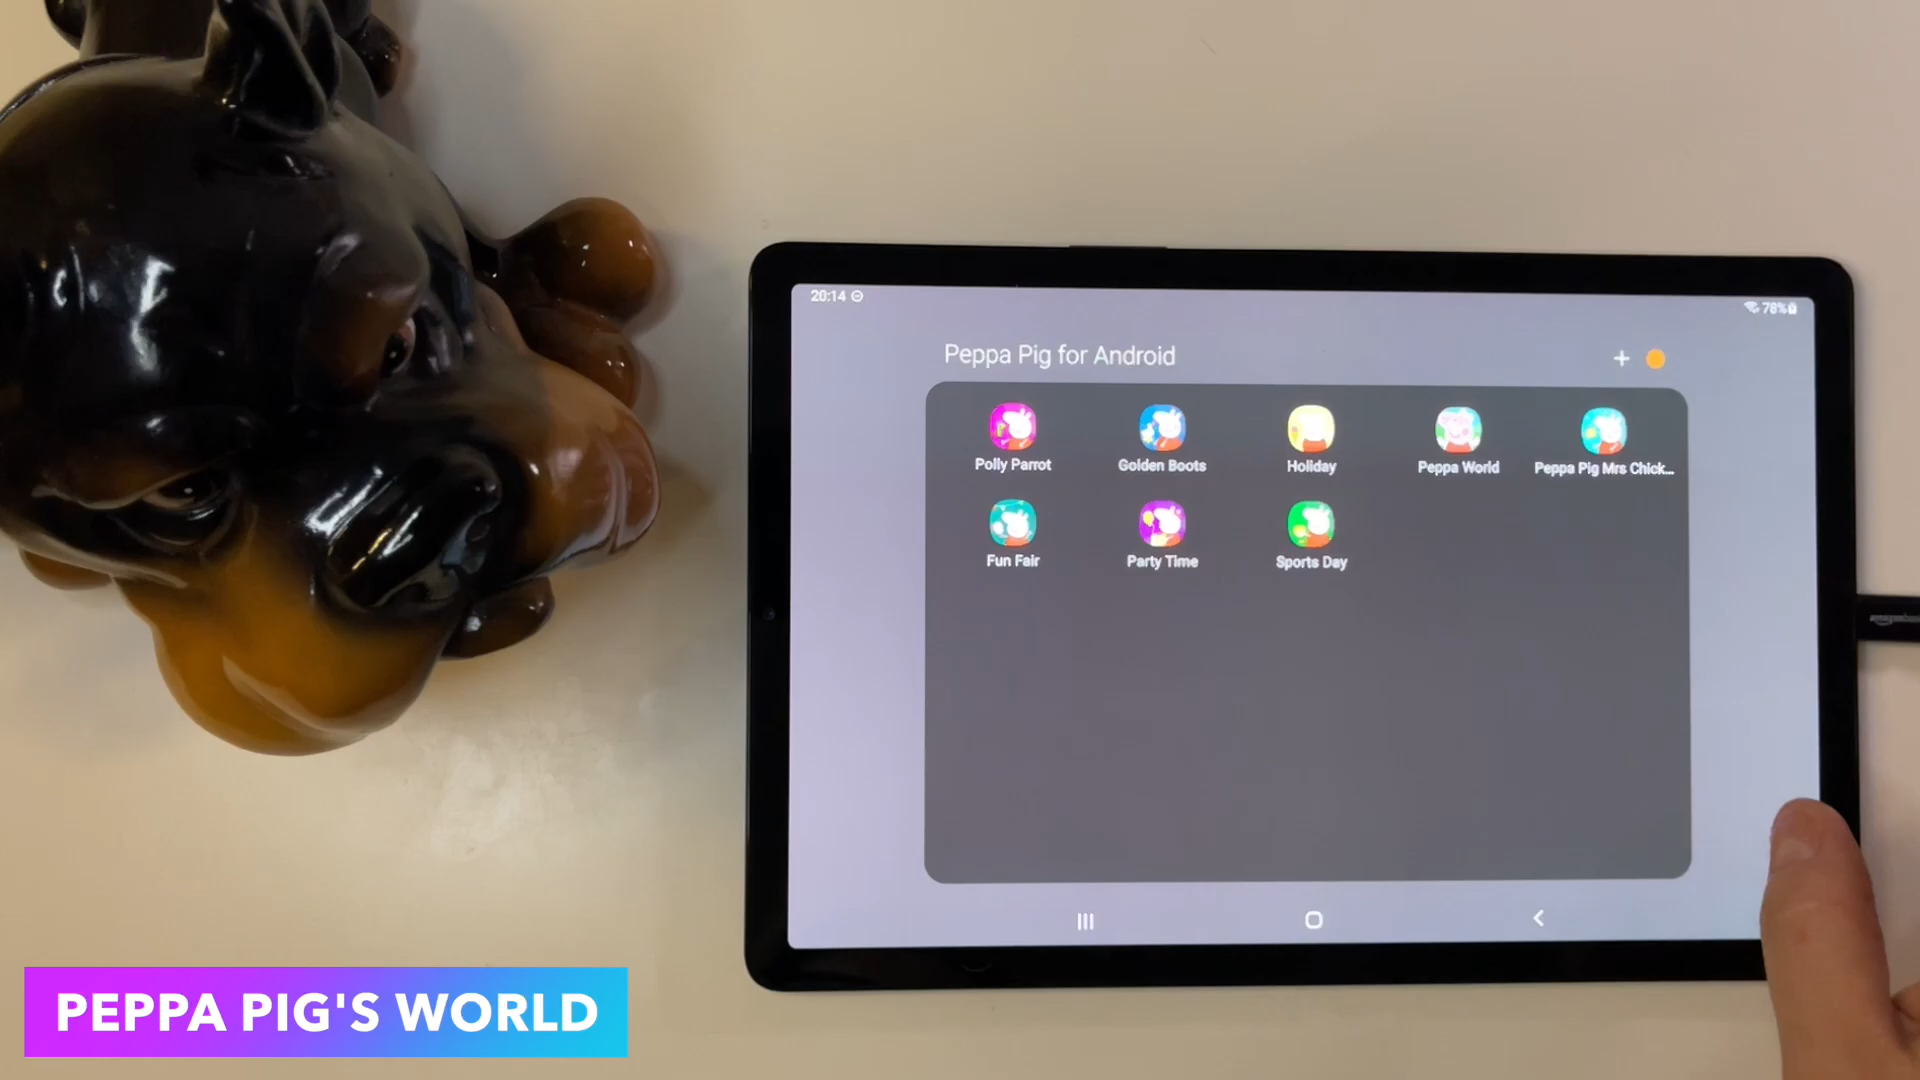 20:14
78%
Peppa Pig for Android
+
Polly Parrot
Golden Boots
Holiday
Peppa World
Peppa Pig Mrs Chick...
Fun Fair
Party Time
Sports Day
PEPPA PIG'S WORLD